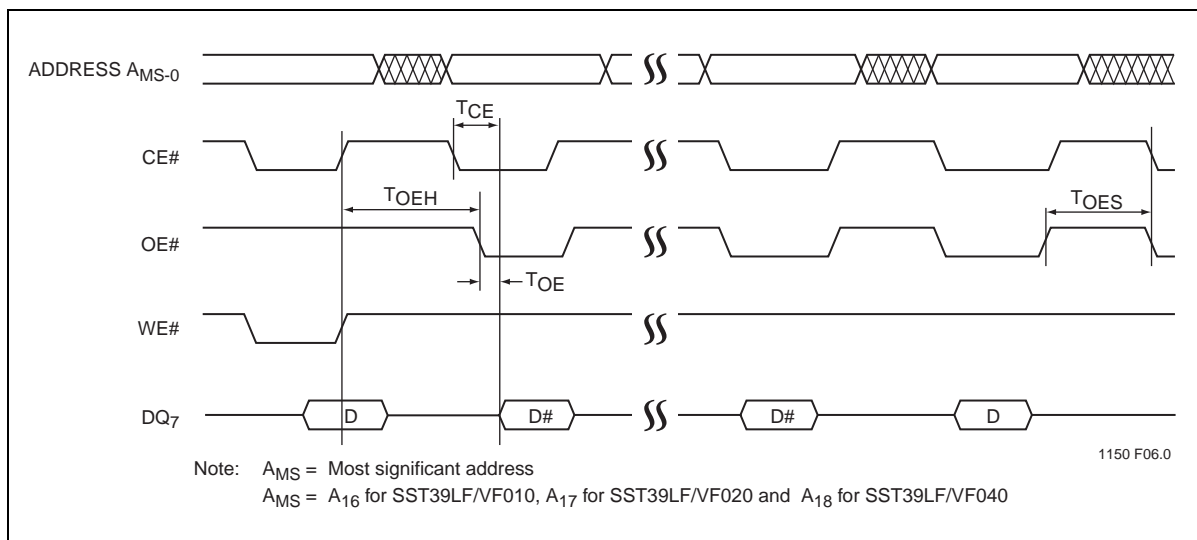 ADDRESS AMS-0
TCE
CE#
TOEH
TOES
OE#
TOE
WE#
DQ7
D
D#
D#
D
1150 F06.0
Note: AMS = Most significant address
AMS = A16 for SST39LF/VF010, A17 for SST39LF/VF020 and A18 for SST39LF/VF040